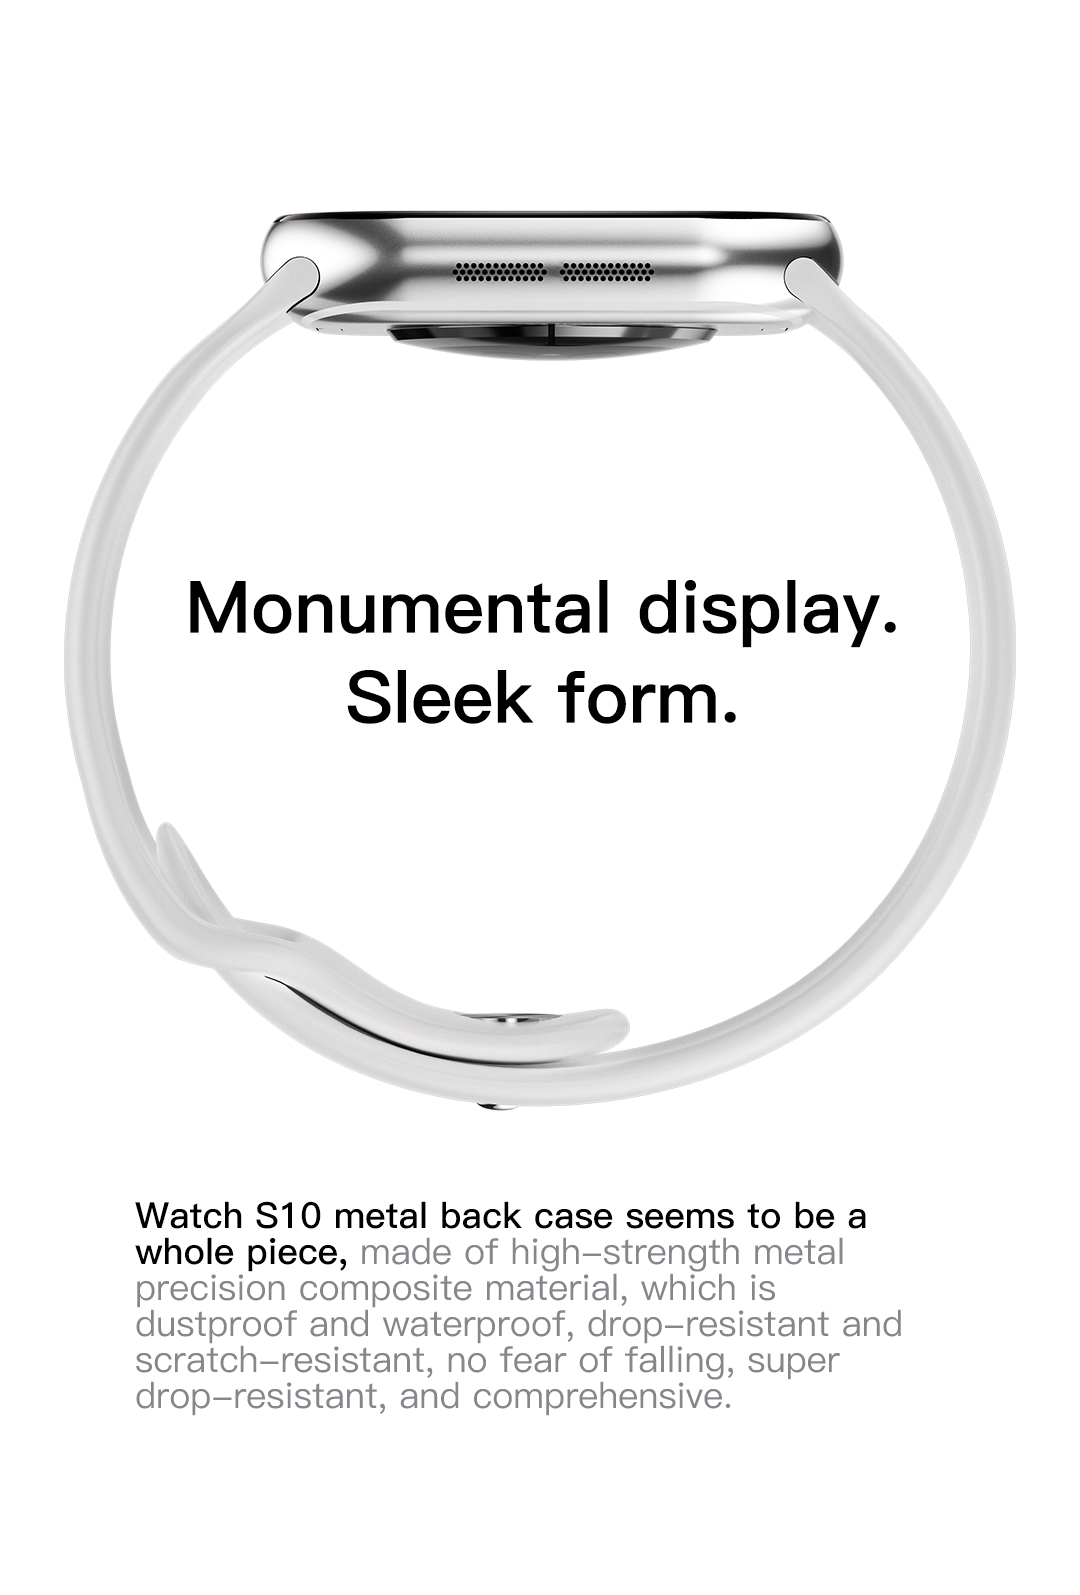 Monumental display.
Sleek form.
Watch S10 metal back case seems to be a
whole piece, made of high–strength metal
precision composite material, which is
dustproof and waterproof, drop–resistant and
scratch–resistant, no fear of falling, super
drop–resistant, and comprehensive.